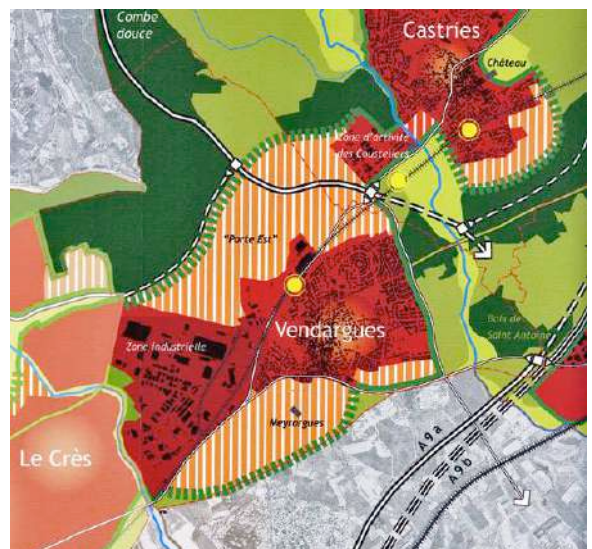 Combe
douce
Castries
Château
Zone d'activité
des Cousteliers
"Porte Est"
Vendargues
Zone Industrielle
Bois de
Saint Antoine
Meyrargues
Le Crès
A9a
A9b